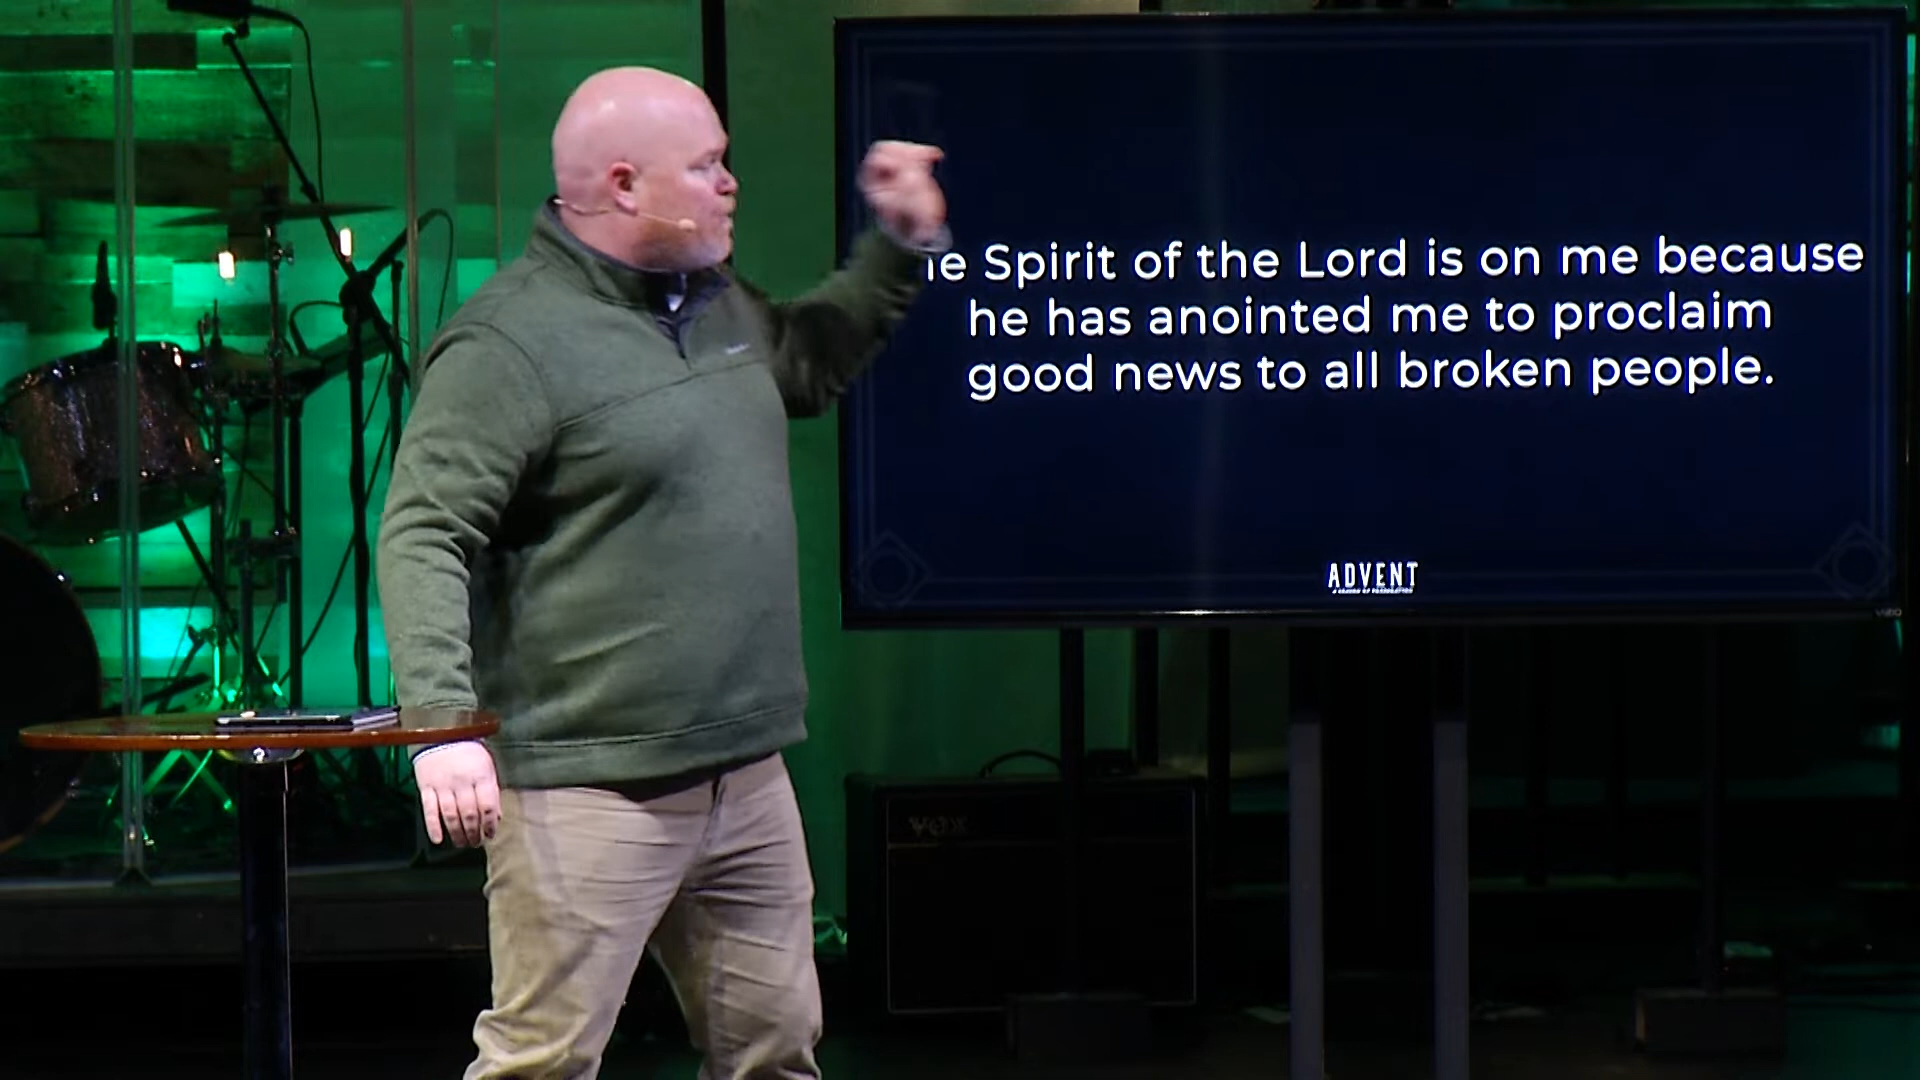 Spirit of the Lord is on me because
he has anointed me to proclaim
good news to all broken people.
ADVENT
VIZIO
VOX